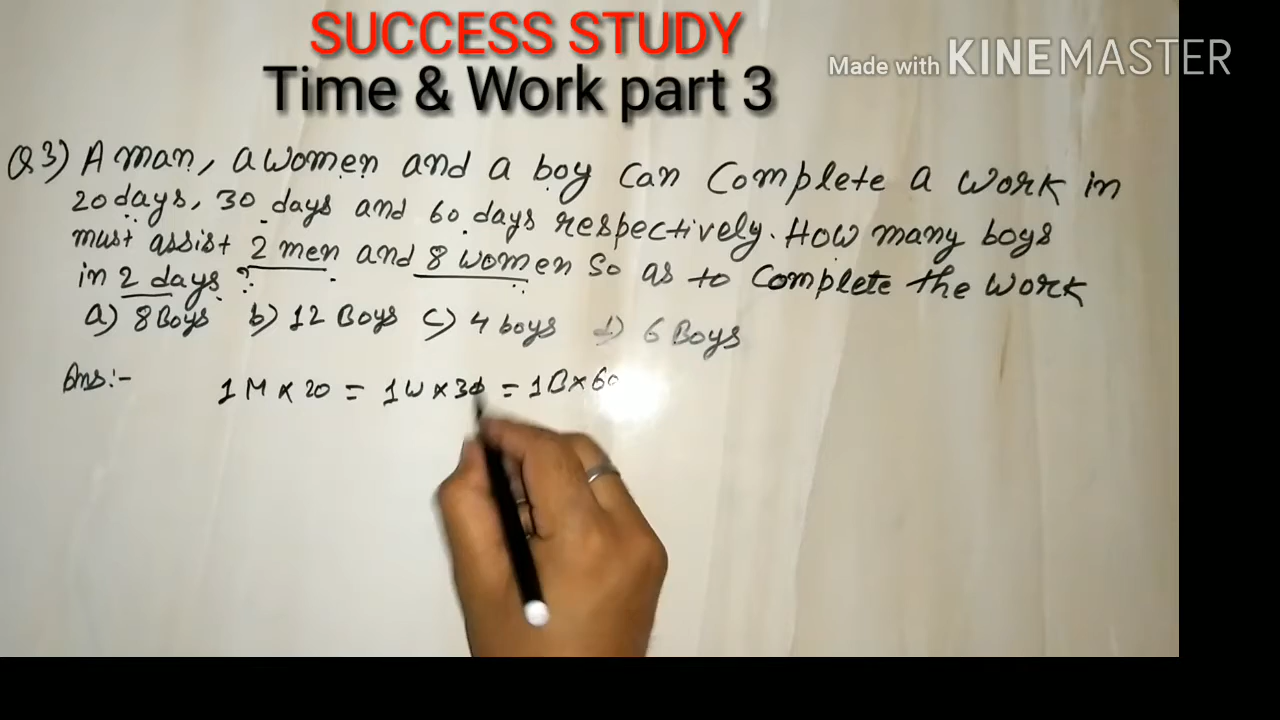 SUCCESS STUDY
Made with KINEMASTER
Time & Work part 3
Q3) A man, a women and a boy can complete a work in
20 days, 30 days and 60 days respectively. How many boys
must assist 2 men and 8 women so as to complete the work
in 2 days ?
a) 8 Boys b) 12 Boys c) 4 boys d) 6 Boys
Ans:- 1 M × 20 = 1 W × 30 = 1 B × 60